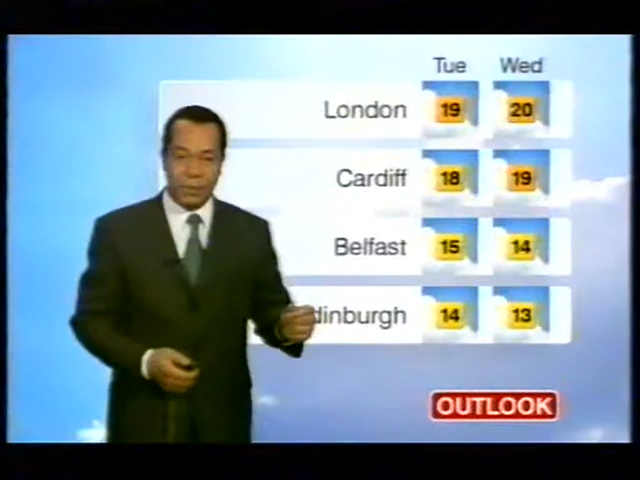 Tue Wed
London 19 20
Cardiff 18 19
Belfast 15 14
dinburgh 14 13
OUTLOOK